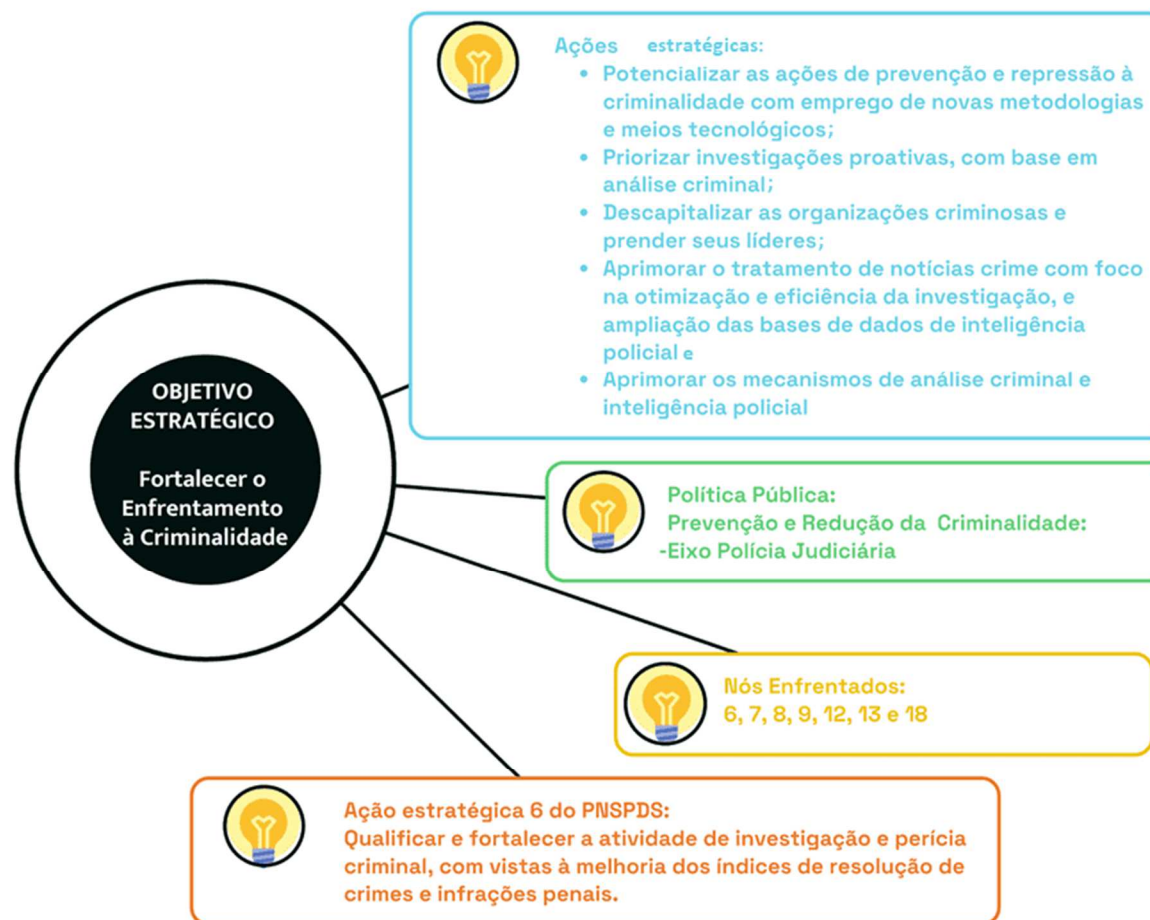 Ações estratégicas:
• Potencializar as ações de prevenção e repressão à
criminalidade com emprego de novas metodologias
e meios tecnológicos;
• Priorizar investigações proativas, com base em
análise criminal;
• Descapitalizar as organizações criminosas e
prender seus líderes;
• Aprimorar o tratamento de notícias crime com foco
na otimização e eficiência da investigação, e
ampliação das bases de dados de inteligência
policial e
• Aprimorar os mecanismos de análise criminal e
inteligência policial
OBJETIVO
ESTRATÉGICO
Fortalecer o
Enfrentamento
à Criminalidade
Política Pública:
Prevenção e Redução da Criminalidade:
-Eixo Polícia Judiciária
Nós Enfrentados:
6, 7, 8, 9, 12, 13 e 18
Ação estratégica 6 do PNSPDS:
Qualificar e fortalecer a atividade de investigação e perícia
criminal, com vistas à melhoria dos índices de resolução de
crimes e infrações penais.